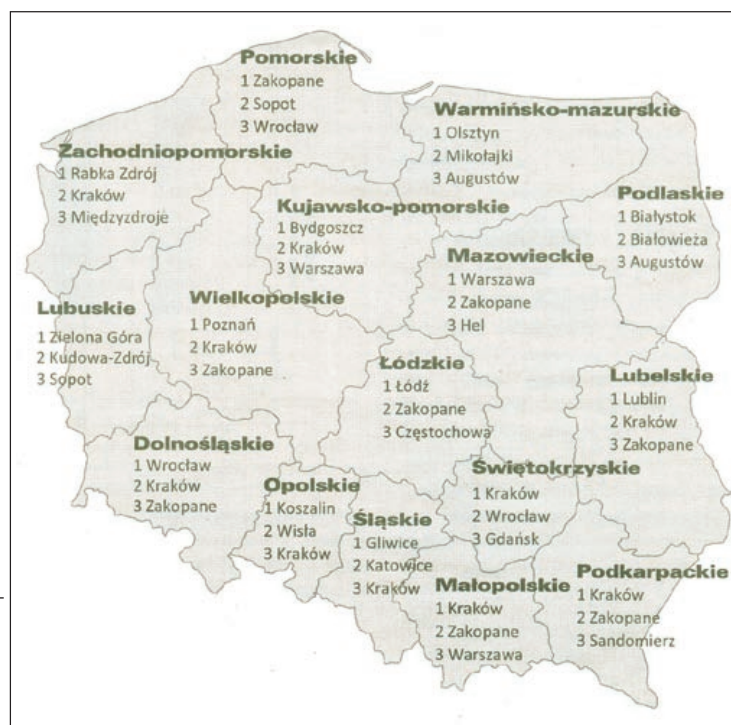 Pomorskie
1 Zakopane
2 Sopot
3 Wrocław
Warmińsko-mazurskie
1 Olsztyn
2 Mikołajki
3 Augustów
Zachodniopomorskie
1 Rabka Zdrój
2 Kraków
3 Międzyzdroje
Podlaskie
1 Białystok
2 Białowieża
3 Augustów
Kujawsko-pomorskie
1 Bydgoszcz
2 Kraków
3 Warszawa
Mazowieckie
1 Warszawa
2 Zakopane
3 Hel
Lubuskie
1 Zielona Góra
2 Kudowa-Zdrój
3 Sopot
Wielkopolskie
1 Poznań
2 Kraków
3 Zakopane
Łódzkie
1 Łódź
2 Zakopane
3 Częstochowa
Lubelskie
1 Lublin
2 Kraków
3 Zakopane
Dolnośląskie
1 Wrocław
2 Kraków
3 Zakopane
Opolskie
1 Koszalin
2 Wisła
3 Kraków
Śląskie
1 Gliwice
2 Katowice
3 Kraków
Świętokrzyskie
1 Kraków
2 Wrocław
3 Gdańsk
Małopolskie
1 Kraków
2 Zakopane
3 Warszawa
Podkarpackie
1 Kraków
2 Zakopane
3 Sandomierz